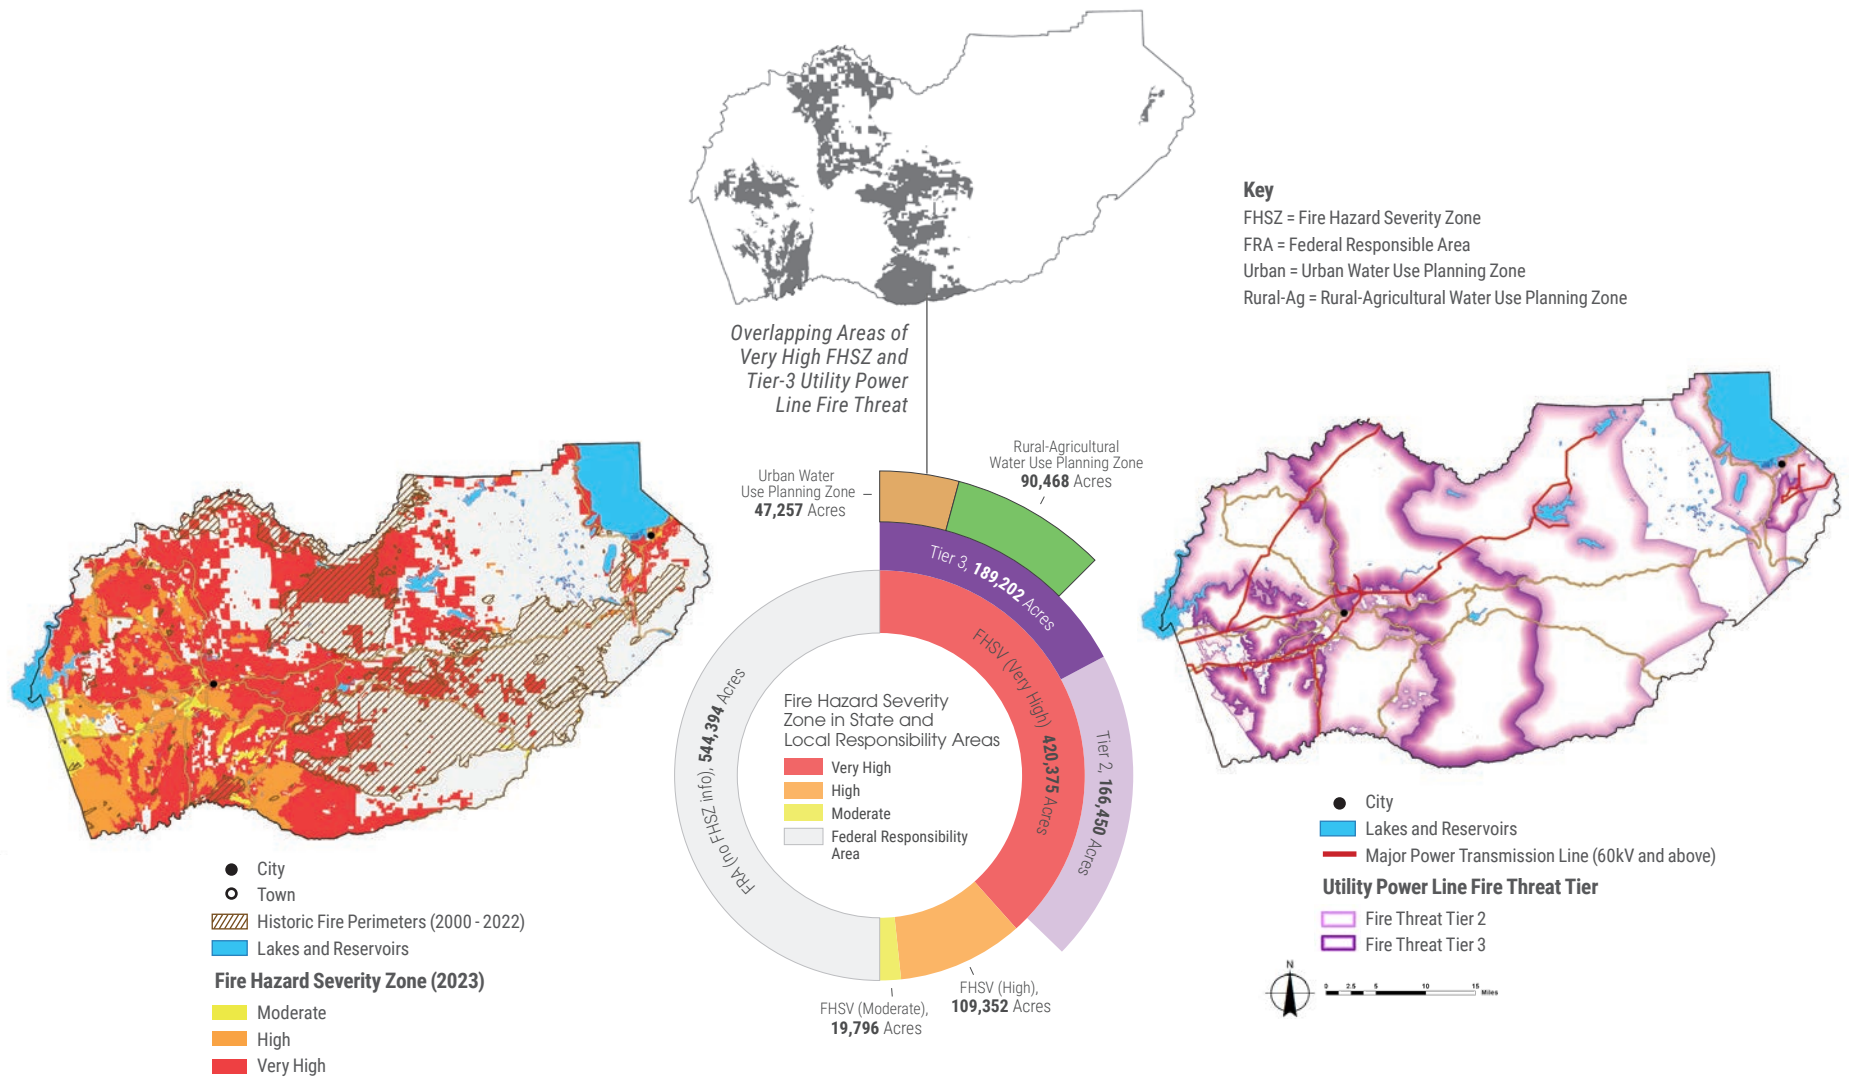 Key
FHSZ = Fire Hazard Severity Zone
FRA = Federal Responsible Area
Urban = Urban Water Use Planning Zone
Rural-Ag = Rural-Agricultural Water Use Planning Zone
Overlapping Areas of
Very High FHSZ and
Tier-3 Utility Power
Line Fire Threat
Urban Water
Use Planning Zone
47,257 Acres
Rural-Agricultural
Water Use Planning Zone
90,468 Acres
Tier 3, 189,202 Acres
FHSV (Very High) 420,375 Acres
Tier 2, 166,450 Acres
FRA (no FHSZ info), 544,394 Acres
Fire Hazard Severity
Zone in State and
Local Responsibility Areas
Very High
High
Moderate
Federal Responsibility
Area
FHSV (High),
109,352 Acres
FHSV (Moderate),
19,796 Acres
City
Town
Historic Fire Perimeters (2000 - 2022)
Lakes and Reservoirs
Fire Hazard Severity Zone (2023)
Moderate
High
Very High
City
Lakes and Reservoirs
Major Power Transmission Line (60kV and above)
Utility Power Line Fire Threat Tier
Fire Threat Tier 2
Fire Threat Tier 3
N
0 2.5 5 10 15
Miles